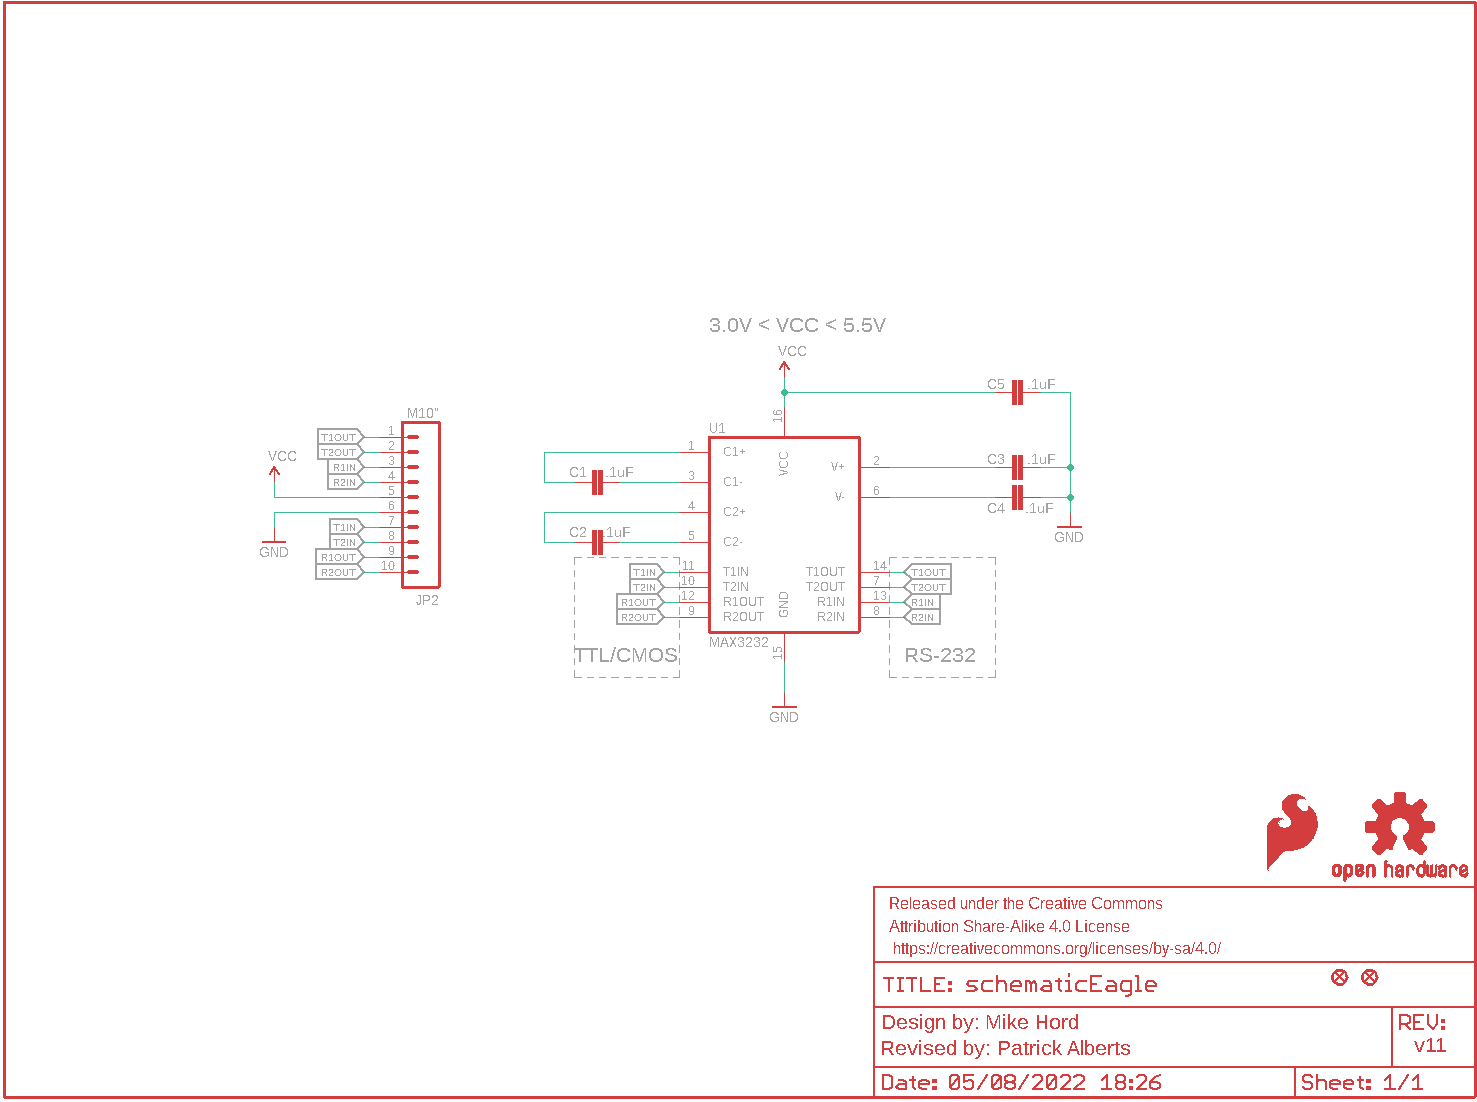 3.0V < VCC < 5.5V
VCC
C5 .1uF
16
M10"
U1
T1OUT 1
T2OUT 2
R1IN 3
R2IN 4
5
6
T1IN 7
T2IN 8
R1OUT 9
R2OUT 10
VCC
GND
JP2
C1 .1uF
C2 .1uF
1 C1+
3 C1-
4 C2+
5 C2-
T1IN 11 T1IN
T2IN 10 T2IN
R1OUT 12 R1OUT
R2OUT 9 R2OUT
TTL/CMOS
VCC
GND
V+ 2
V- 6
C3 .1uF
C4 .1uF
GND
T1OUT 14 T1OUT
T2OUT 7 T2OUT
R1IN 13 R1IN
R2IN 8 R2IN
RS-232
MAX3232
15
GND
open hardware
Released under the Creative Commons
Attribution Share-Alike 4.0 License
https://creativecommons.org/licenses/by-sa/4.0/
TITLE: schematicEagle
Design by: Mike Hord
Revised by: Patrick Alberts
REV:
v11
Date: 05/08/2022 18:26
Sheet: 1/1